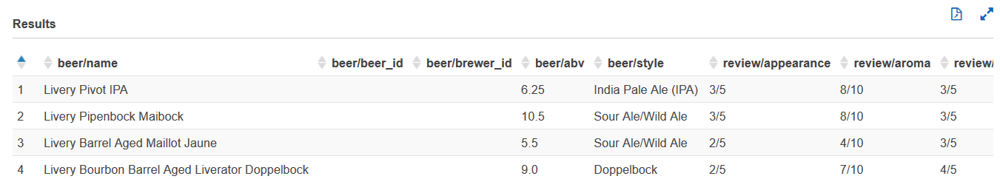 Results
beer/name beer/beer_id beer/brewer_id beer/abv beer/style review/appearance review/aroma review/
1 Livery Pivot IPA 6.25 India Pale Ale (IPA) 3/5 8/10 3/5
2 Livery Pipenbock Maibock 10.5 Sour Ale/Wild Ale 3/5 8/10 3/5
3 Livery Barrel Aged Maillot Jaune 5.5 Sour Ale/Wild Ale 2/5 4/10 3/5
4 Livery Bourbon Barrel Aged Liverator Doppelbock 9.0 Doppelbock 2/5 7/10 4/5